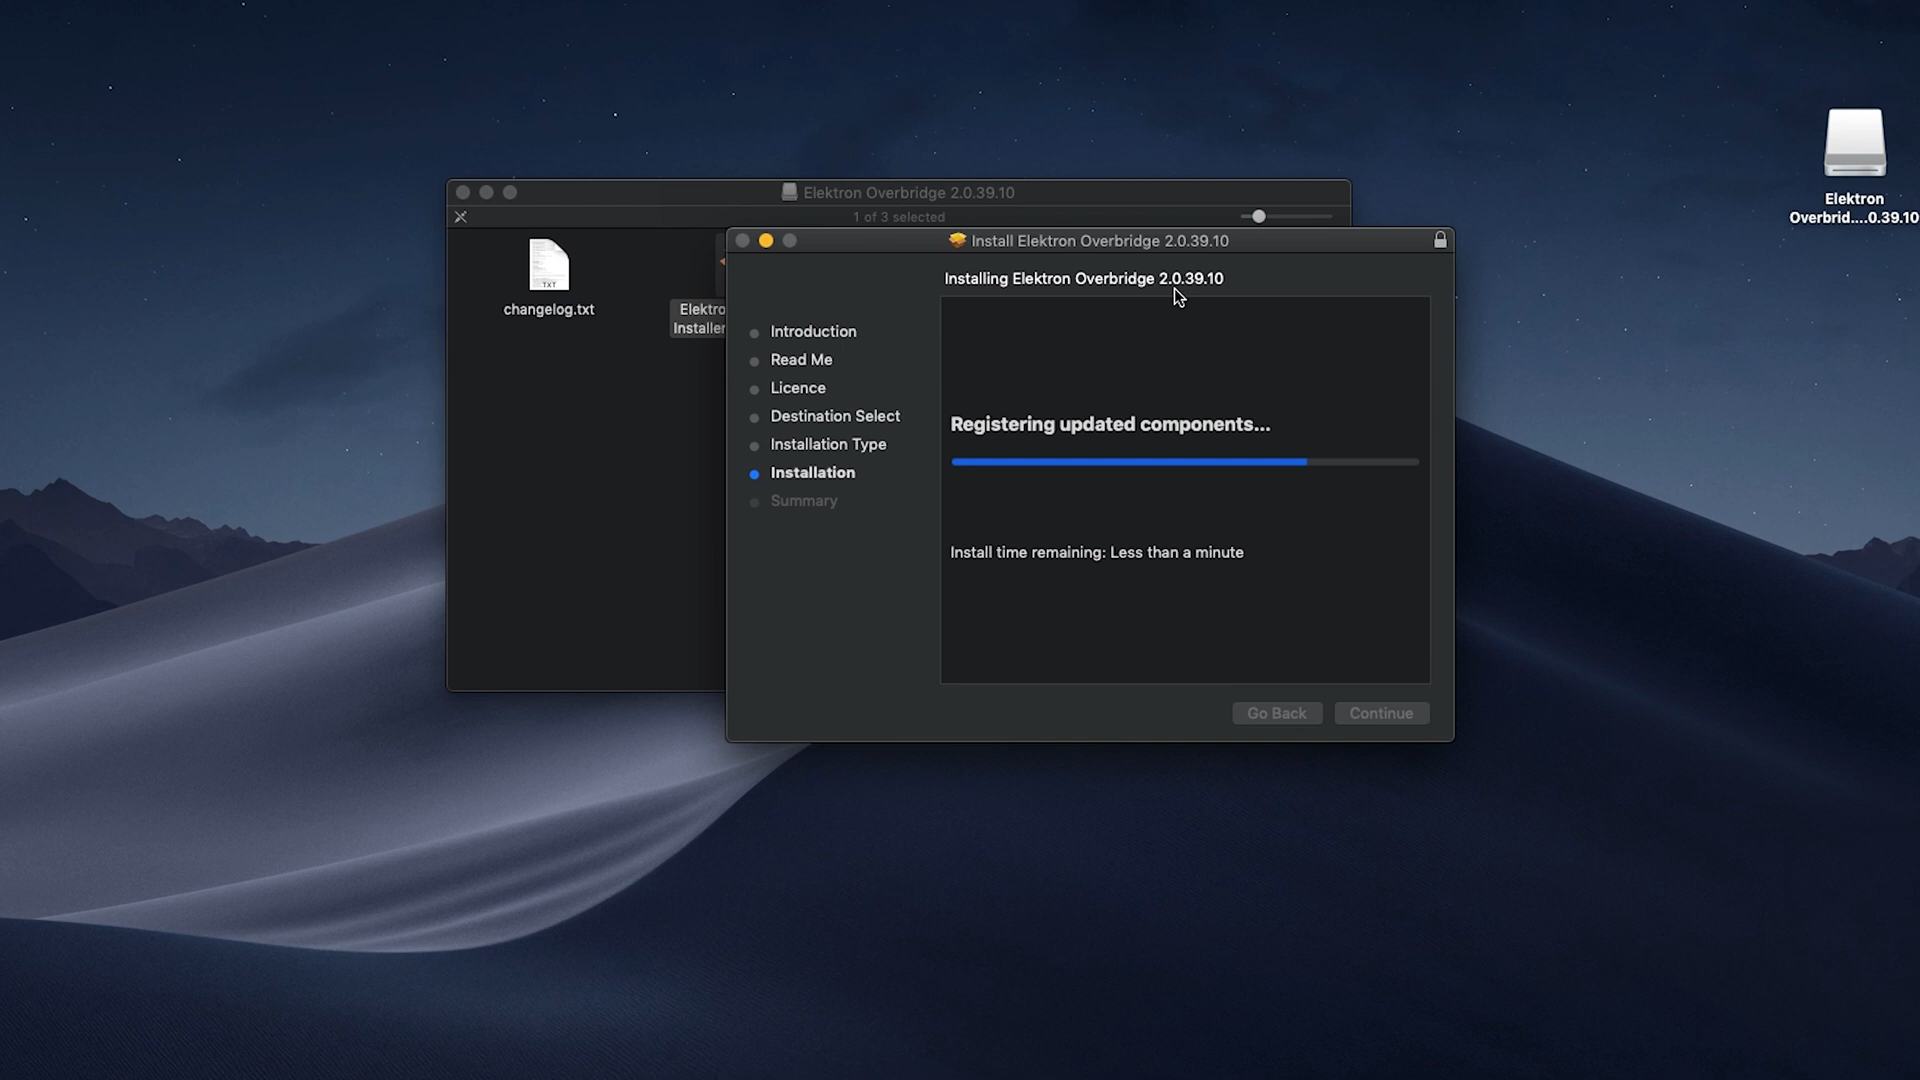 Elektron Overbridge 2.0.39.10
1 of 3 selected
TXT
changelog.txt
Elektro
Installer
Install Elektron Overbridge 2.0.39.10
Installing Elektron Overbridge 2.0.39.10
Introduction
Read Me
Licence
Destination Select
Installation Type
Installation
Summary
Registering updated components...
Install time remaining: Less than a minute
Go Back
Continue
Elektron
Overbrid....0.39.10